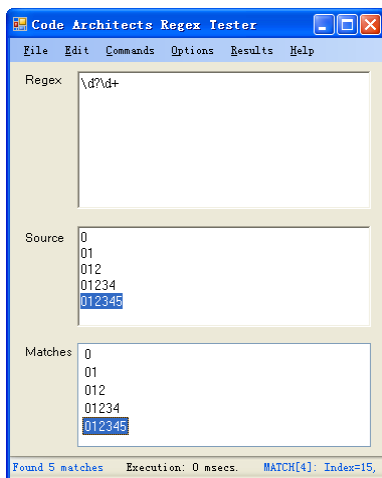 Code Architects Regex Tester
File Edit Commands Options Results Help
Regex
\d?\d+
Source
0
01
012
01234
012345
Matches
0
01
012
01234
012345
Found 5 matches Execution: 0 msecs. MATCH[4]: Index=15,